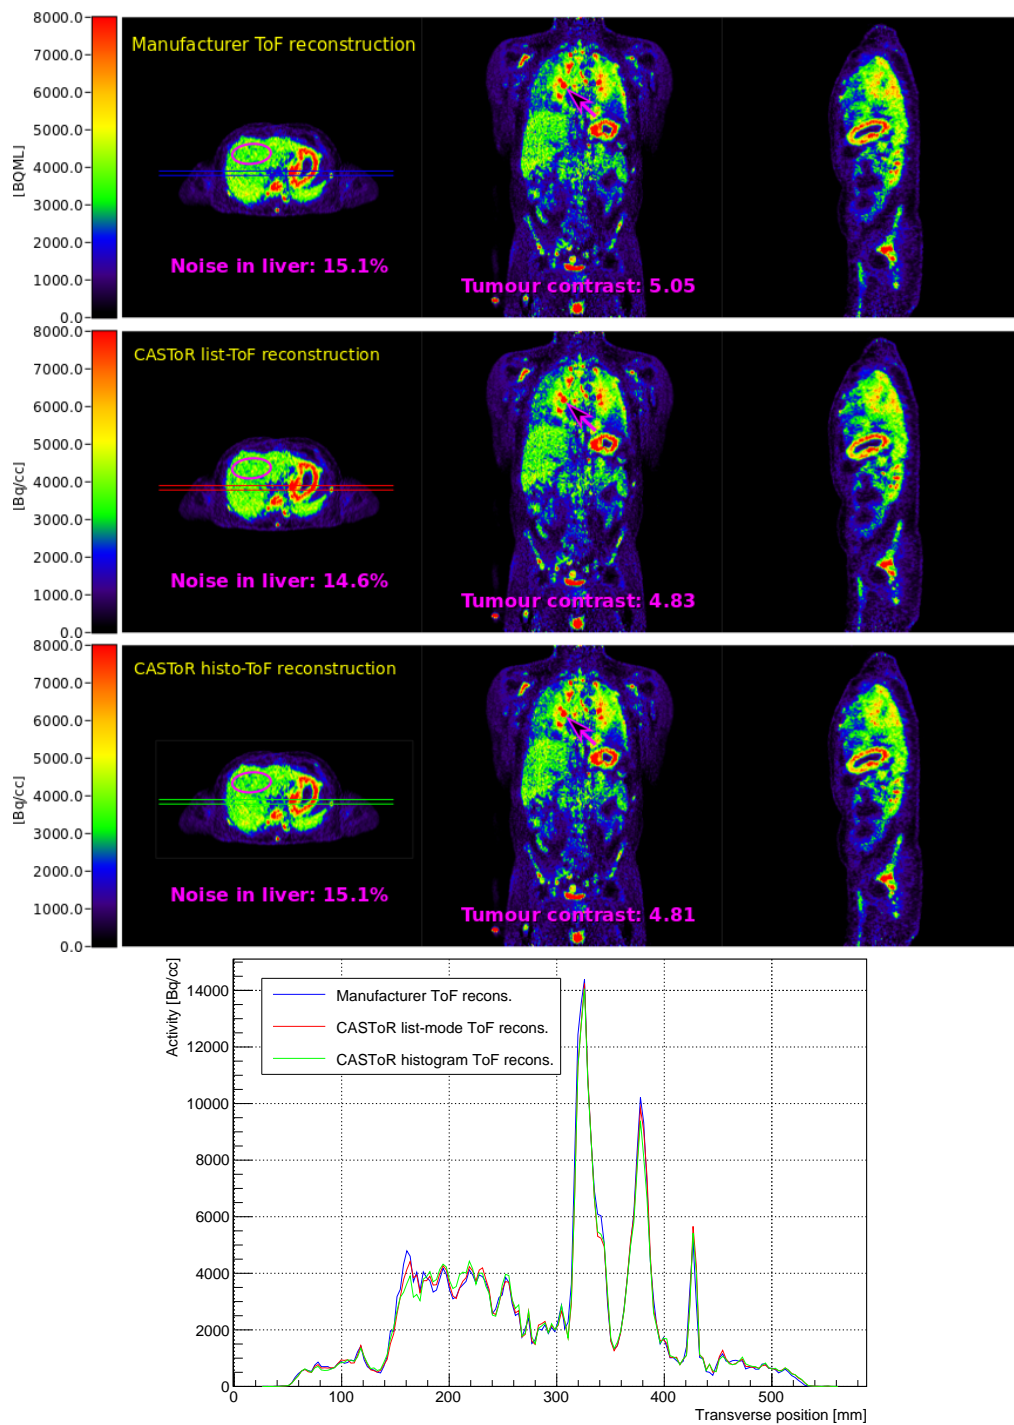 8000.0
7000.0
6000.0
5000.0
4000.0
3000.0
2000.0
1000.0
0.0
[BQML]
Manufacturer ToF reconstruction
Noise in liver: 15.1%
Tumour contrast: 5.05
8000.0
7000.0
6000.0
5000.0
4000.0
3000.0
2000.0
1000.0
0.0
[Bq/cc]
CASToR list-ToF reconstruction
Noise in liver: 14.6%
Tumour contrast: 4.83
8000.0
7000.0
6000.0
5000.0
4000.0
3000.0
2000.0
1000.0
0.0
[Bq/cc]
CASToR histo-ToF reconstruction
Noise in liver: 15.1%
Tumour contrast: 4.81
Activity [Bq/cc]
14000
12000
10000
8000
6000
4000
2000
0
Manufacturer ToF recons.
CASToR list-mode ToF recons.
CASToR histogram ToF recons.
0 100 200 300 400 500
Transverse position [mm]